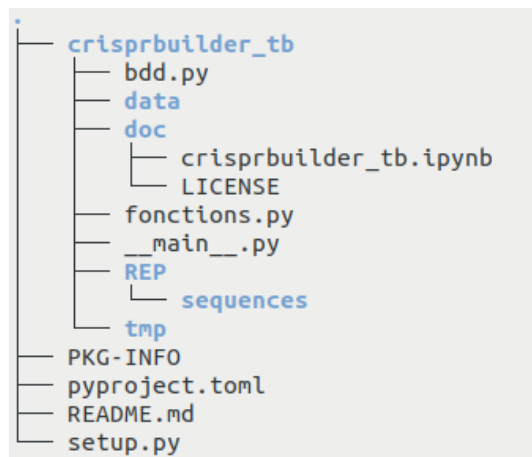 .
crisprbuilder_tb
bdd.py
data
doc
crisprbuilder_tb.ipynb
LICENSE
fonctions.py
__main__.py
REP
sequences
tmp
PKG-INFO
pyproject.toml
README.md
setup.py